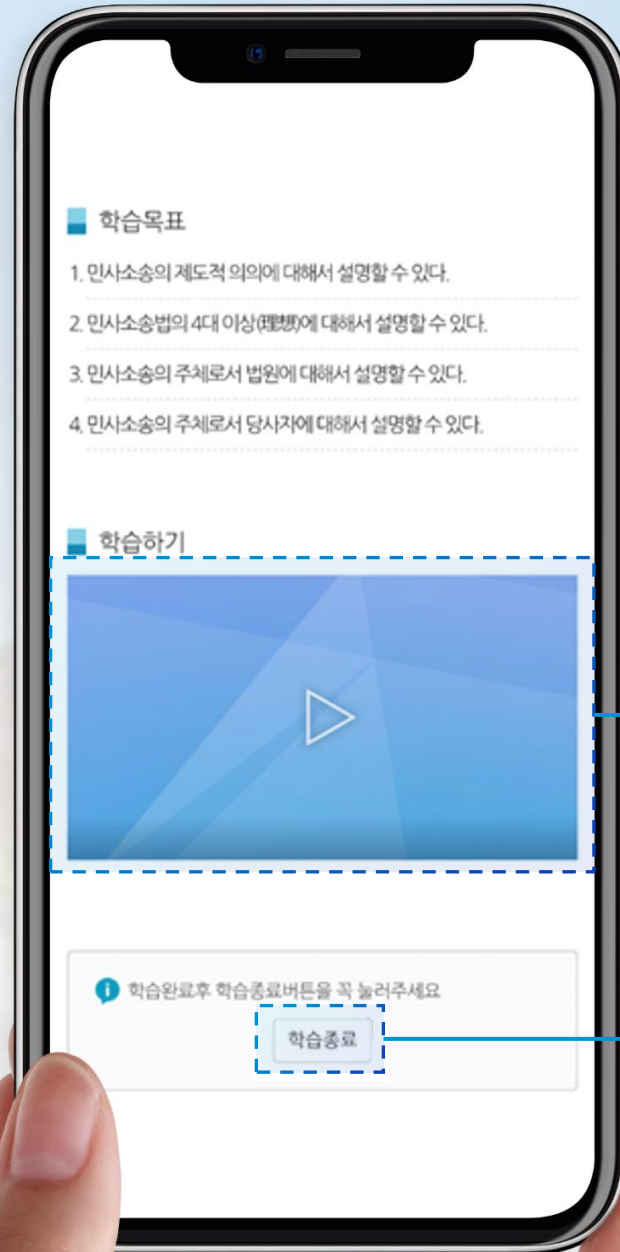 학습목표
1. 민사소송의 제도적 의의에 대해서 설명할 수 있다.
2. 민사소송법의 4대 이상(理想)에 대해서 설명할 수 있다.
3. 민사소송의 주체로서 법원에 대해서 설명할 수 있다.
4. 민사소송의 주체로서 당사자에 대해서 설명할 수 있다.
학습하기
학습완료후 학습종료버튼을 꼭 눌러주세요
학습종료